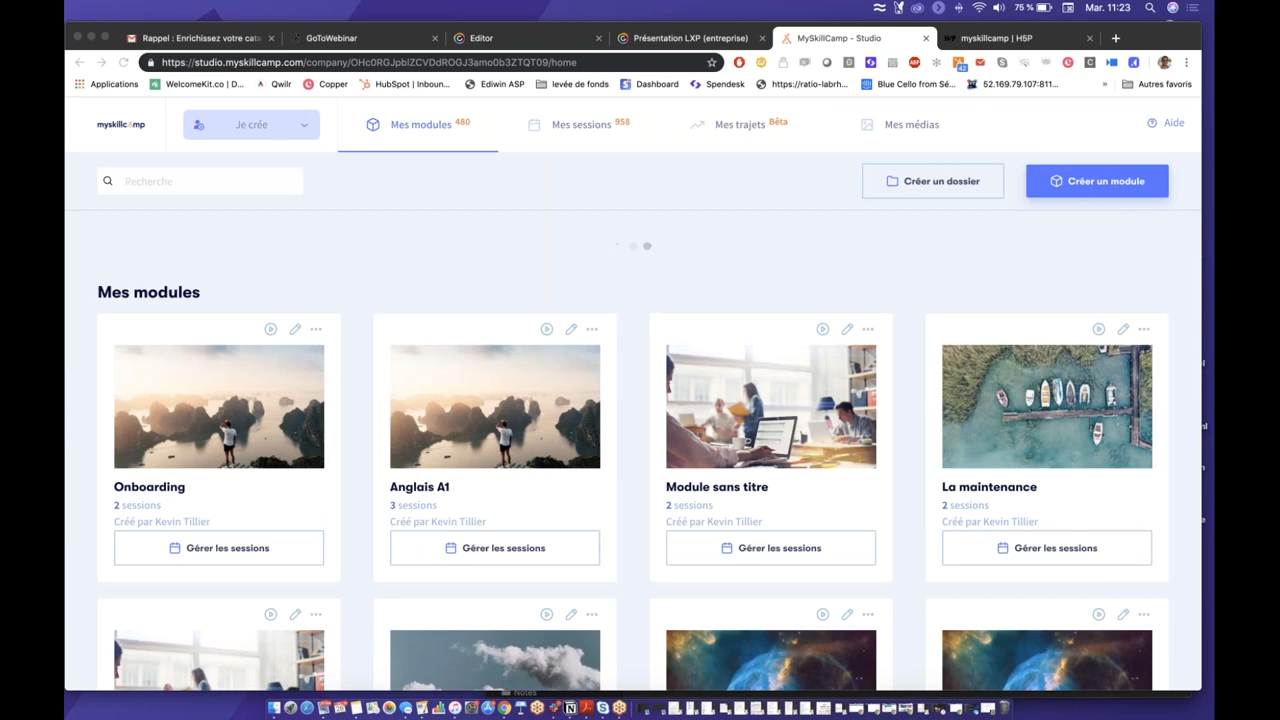 75 % Mar. 11:23
Rappel : Enrichissez votre cata
GoToWebinar
Editor
Présentation LXP (entreprise)
MySkillCamp - Studio
myskillcamp | H5P
https://studio.myskillcamp.com/company/OHc0RGJpblZCVDdROGJ3amo0b3ZTQT09/home
Applications
WelcomeKit.co | D...
Qwilr
Copper
HubSpot | Inboun...
Ediwin ASP
levée de fonds
Dashboard
Spendesk
https://ratio-labrh...
Blue Cello from Sé...
52.169.79.107:811...
»
Autres favoris
myskillcamp
Je crée
Mes modules 480
Mes sessions 958
Mes trajets Bêta
Mes médias
Aide
Recherche
Créer un dossier
Créer un module
Mes modules
Onboarding
2 sessions
Créé par Kevin Tillier
Gérer les sessions
Anglais A1
3 sessions
Créé par Kevin Tillier
Gérer les sessions
Module sans titre
2 sessions
Créé par Kevin Tillier
Gérer les sessions
La maintenance
2 sessions
Créé par Kevin Tillier
Gérer les sessions
Notes